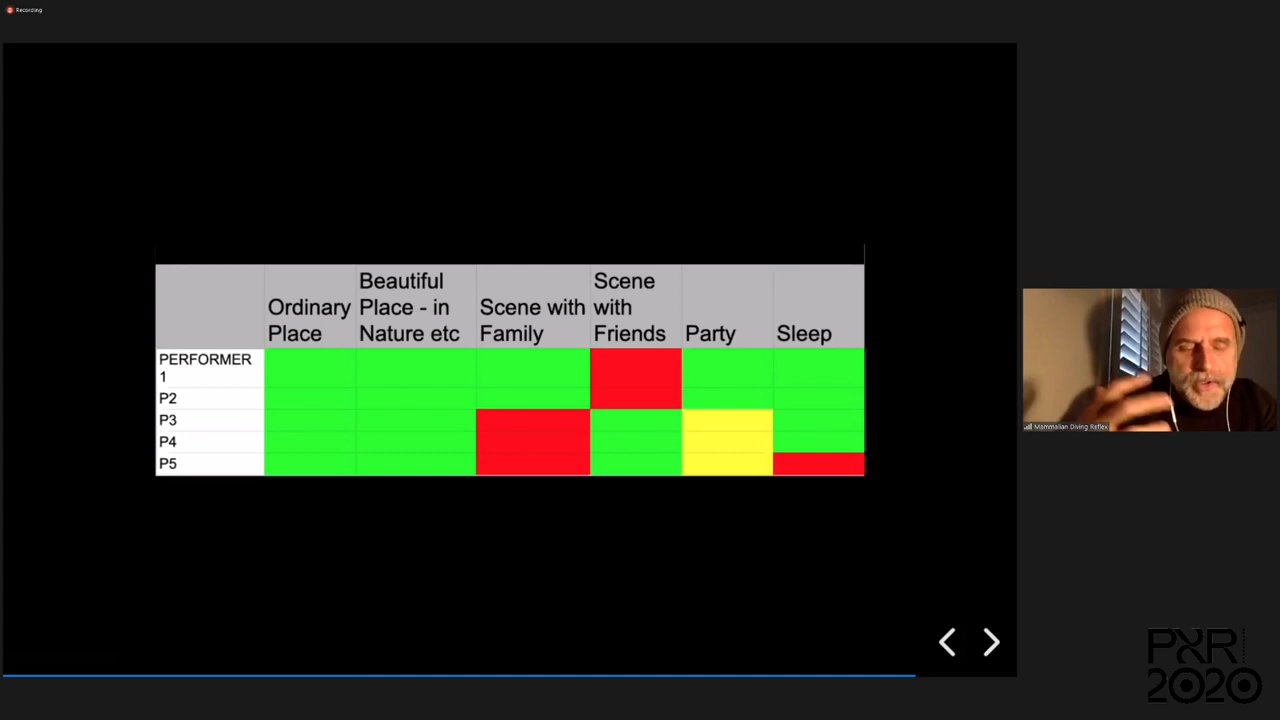 Recording
Ordinary
Place
Beautiful
Place - in
Nature etc
Scene with
Family
Scene
with
Friends
Party
Sleep
PERFORMER
1
P2
P3
P4
P5
Mammalian Diving Reflex
PXR
2020